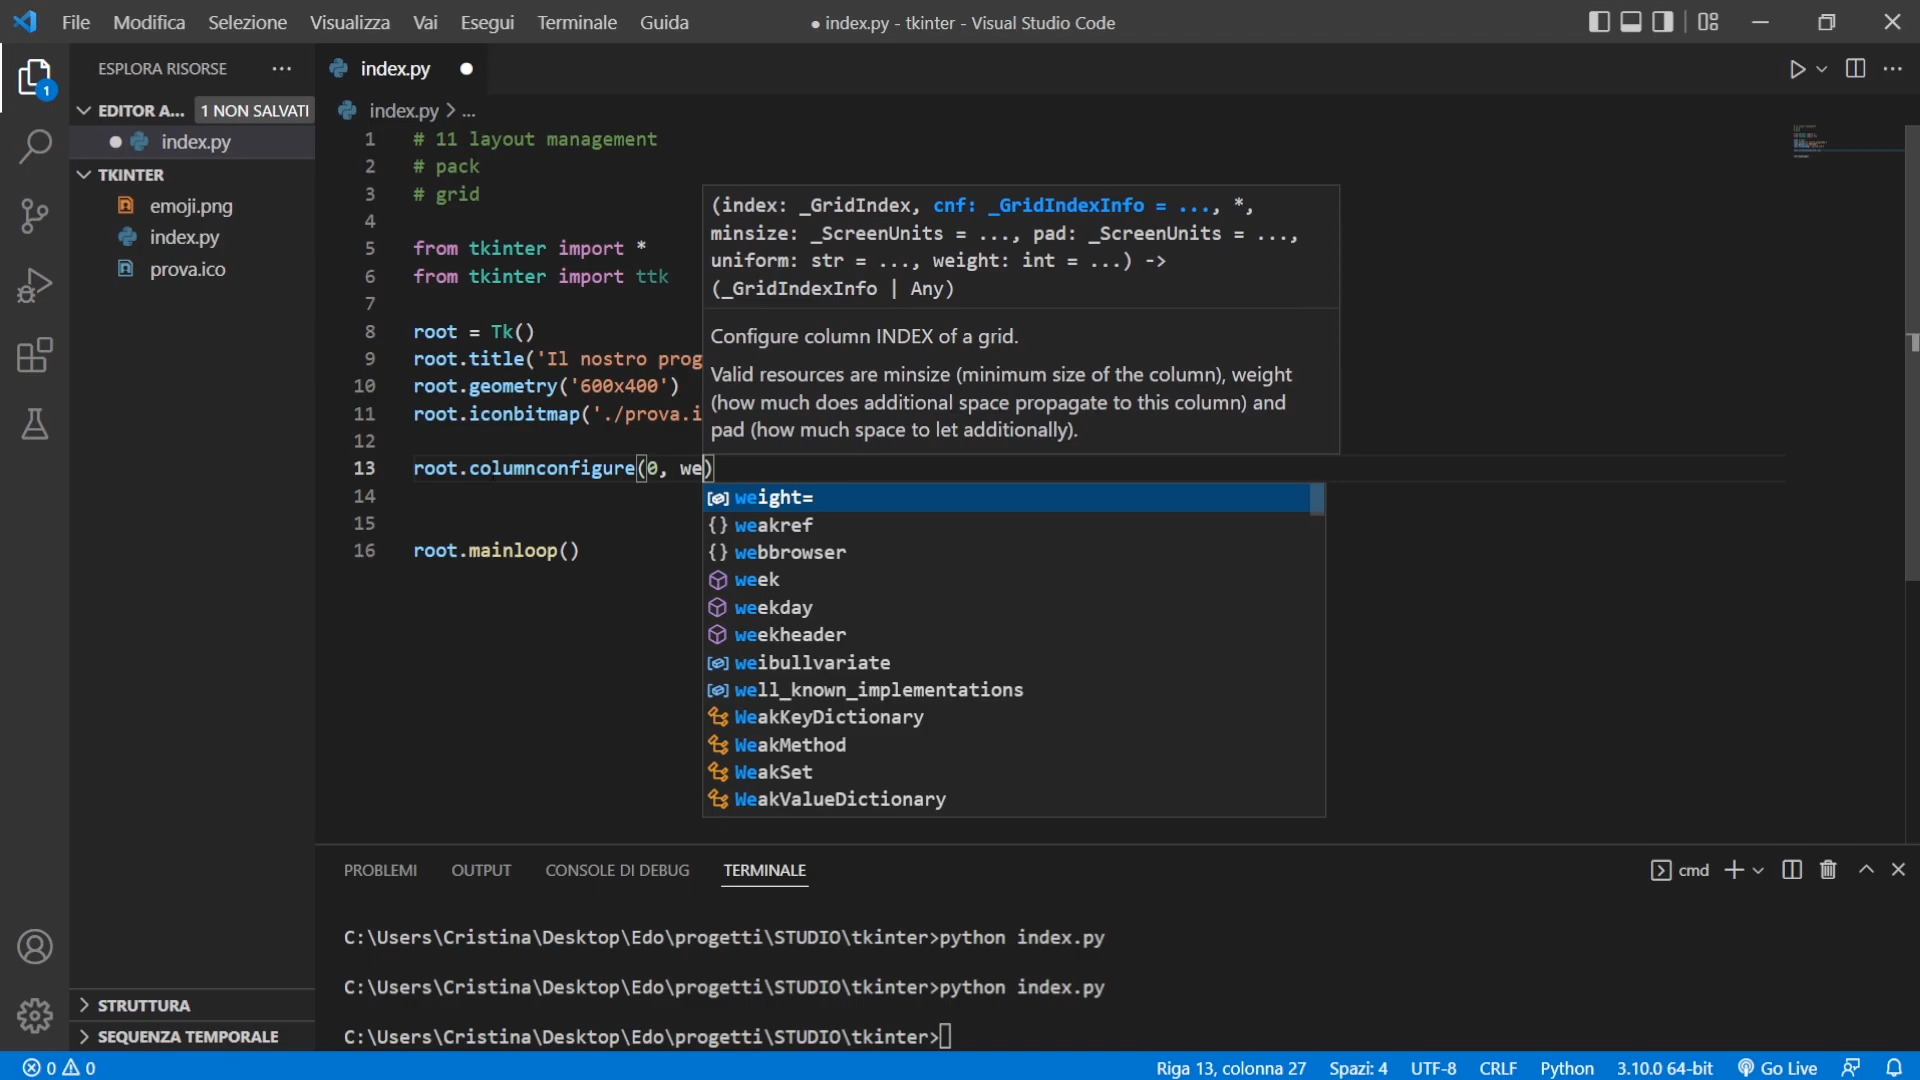 File Modifica Selezione Visualizza Vai Esegui Terminale Guida
● index.py - tkinter - Visual Studio Code
ESPLORA RISORSE ...
index.py
1
EDITOR A... 1 NON SALVATI
index.py > ...
index.py
TKINTER
emoji.png
index.py
prova.ico
1 # 11 layout management
2 # pack
3 # grid
4
5 from tkinter import *
6 from tkinter import ttk
7
8 root = Tk()
9 root.title('Il nostro prog
10 root.geometry('600x400')
11 root.iconbitmap('./prova.i
12
13 root.columnconfigure(0, we)
14
15
16 root.mainloop()
(index: _GridIndex, cnf: _GridIndexInfo = ..., *,
minsize: _ScreenUnits = ..., pad: _ScreenUnits = ...,
uniform: str = ..., weight: int = ...) ->
(_GridIndexInfo | Any)
Configure column INDEX of a grid.
Valid resources are minsize (minimum size of the column), weight
(how much does additional space propagate to this column) and
pad (how much space to let additionally).
weight=
{} weakref
{} webbrowser
week
weekday
weekheader
weibullvariate
well_known_implementations
WeakKeyDictionary
WeakMethod
WeakSet
WeakValueDictionary
PROBLEMI OUTPUT CONSOLE DI DEBUG TERMINALE
cmd
C:\Users\Cristina\Desktop\Edo\progetti\STUDIO\tkinter>python index.py
C:\Users\Cristina\Desktop\Edo\progetti\STUDIO\tkinter>python index.py
C:\Users\Cristina\Desktop\Edo\progetti\STUDIO\tkinter>
STRUTTURA
SEQUENZA TEMPORALE
0 0
Riga 13, colonna 27 Spazi: 4 UTF-8 CRLF Python 3.10.0 64-bit Go Live